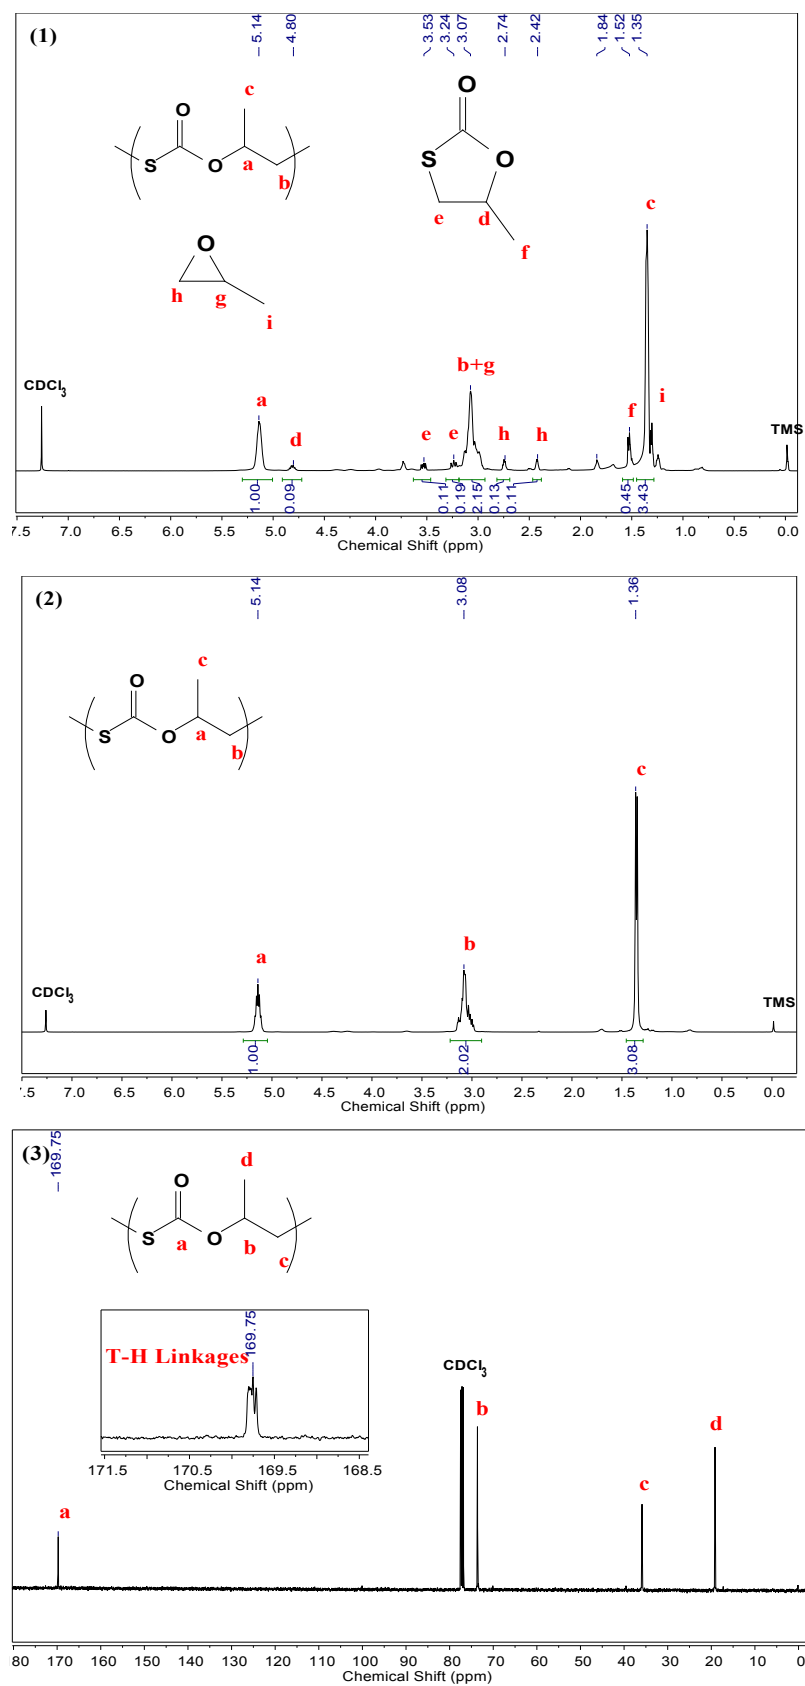 (1)
5.14
4.80
3.53
3.24
3.07
2.74
2.42
1.84
1.52
1.35
c
O
S
O
a
b
O
S
O
e
d
f
O
h
g
i
CDCl3
a
d
e
e
b+g
h
h
f
c
i
TMS
1.00
0.09
0.11
0.19
2.15
0.13
0.11
0.45
3.43
7.5 7.0 6.5 6.0 5.5 5.0 4.5 4.0 3.5 3.0 2.5 2.0 1.5 1.0 0.5 0.0
Chemical Shift (ppm)
(2)
5.14
3.08
1.36
c
O
S
O
a
b
CDCl3
a
b
c
TMS
1.00
2.02
3.08
.5 7.0 6.5 6.0 5.5 5.0 4.5 4.0 3.5 3.0 2.5 2.0 1.5 1.0 0.5 0.0
Chemical Shift (ppm)
(3)
169.75
d
O
S
O
a
b
c
169.75
T-H Linkages
171.5 170.5 169.5 168.5
Chemical Shift (ppm)
a
CDCl3
b
c
d
80 170 160 150 140 130 120 110 100 90 80 70 60 50 40 30 20 10 0
Chemical Shift (ppm)